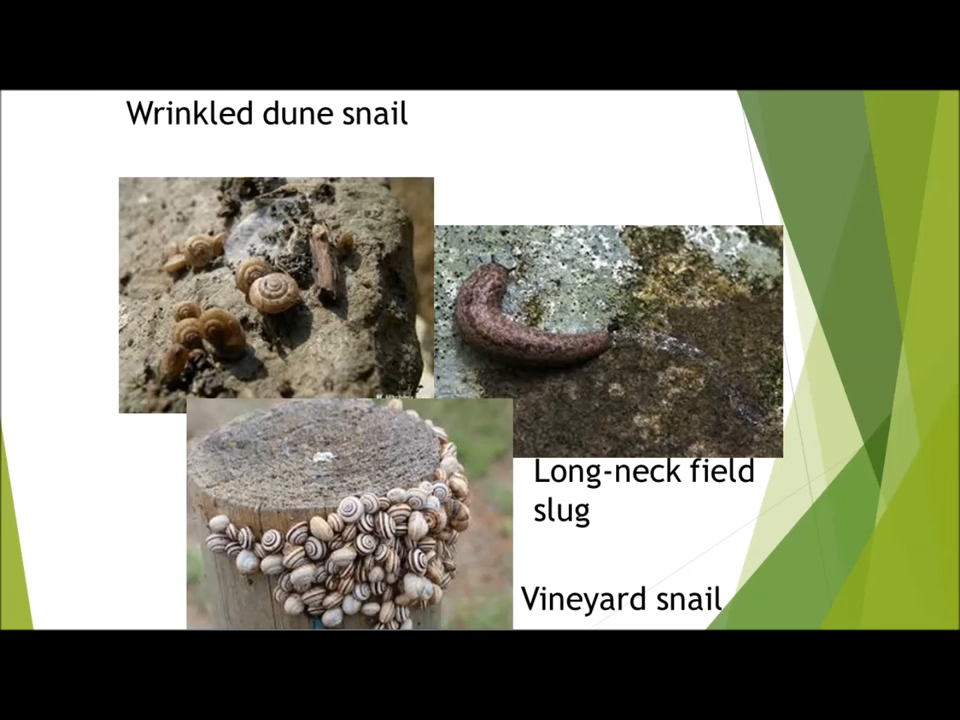 Wrinkled dune snail
Long-neck field
slug
Vineyard snail